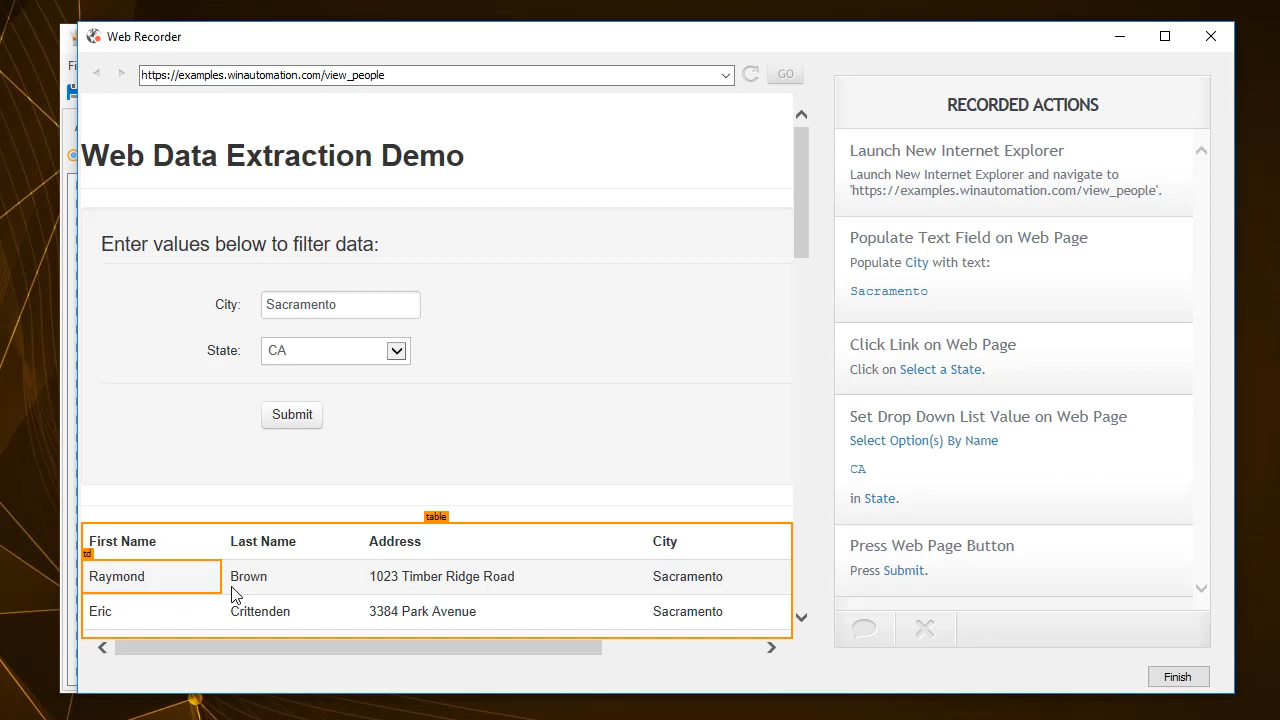 Web Recorder
Fi
https://examples.winautomation.com/view_people
GO
Web Data Extraction Demo
Enter values below to filter data:
City: Sacramento
State: CA
Submit
table
First Name Last Name Address City
td
Raymond Brown 1023 Timber Ridge Road Sacramento
Eric Crittenden 3384 Park Avenue Sacramento
RECORDED ACTIONS
Launch New Internet Explorer
Launch New Internet Explorer and navigate to
'https://examples.winautomation.com/view_people'.
Populate Text Field on Web Page
Populate City with text:
Sacramento
Click Link on Web Page
Click on Select a State.
Set Drop Down List Value on Web Page
Select Option(s) By Name
CA
in State.
Press Web Page Button
Press Submit.
Finish